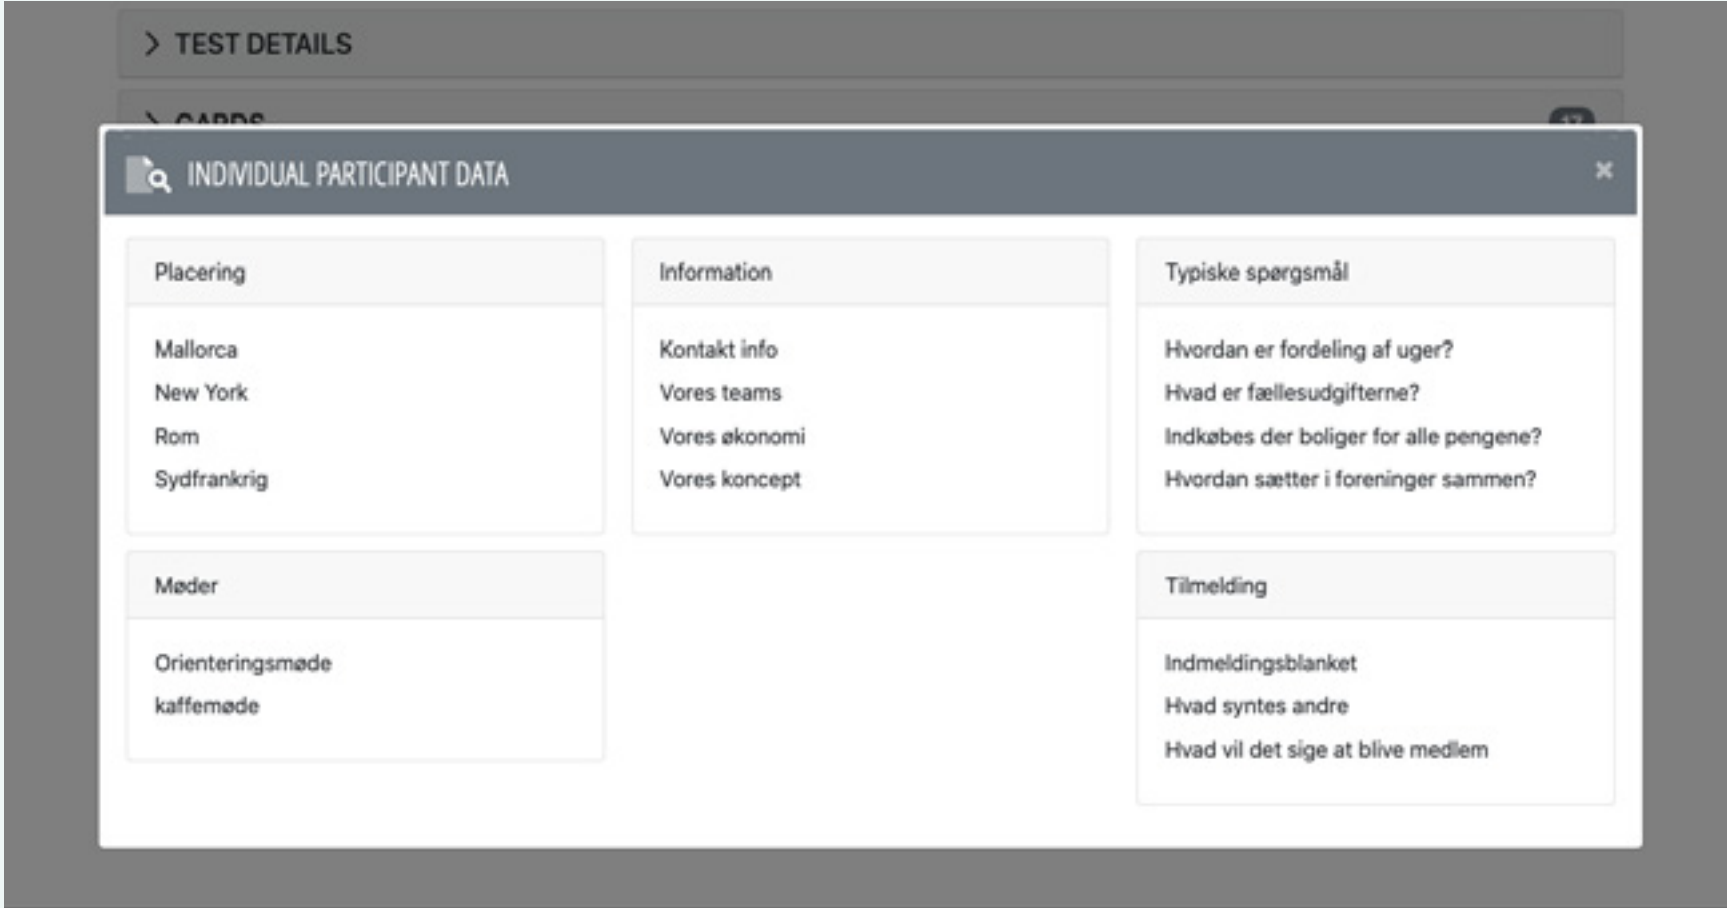 TEST DETAILS
CARDS
17
INDIVIDUAL PARTICIPANT DATA
Placering
Mallorca
New York
Rom
Sydfrankrig
Information
Kontakt info
Vores teams
Vores økonomi
Vores koncept
Typiske spørgsmål
Hvordan er fordeling af uger?
Hvad er fællesudgifterne?
Indkøbes der boliger for alle pengene?
Hvordan sætter i foreninger sammen?
Møder
Orienteringsmøde
kaffemøde
Tilmelding
Indmeldingsblanket
Hvad syntes andre
Hvad vil det sige at blive medlem